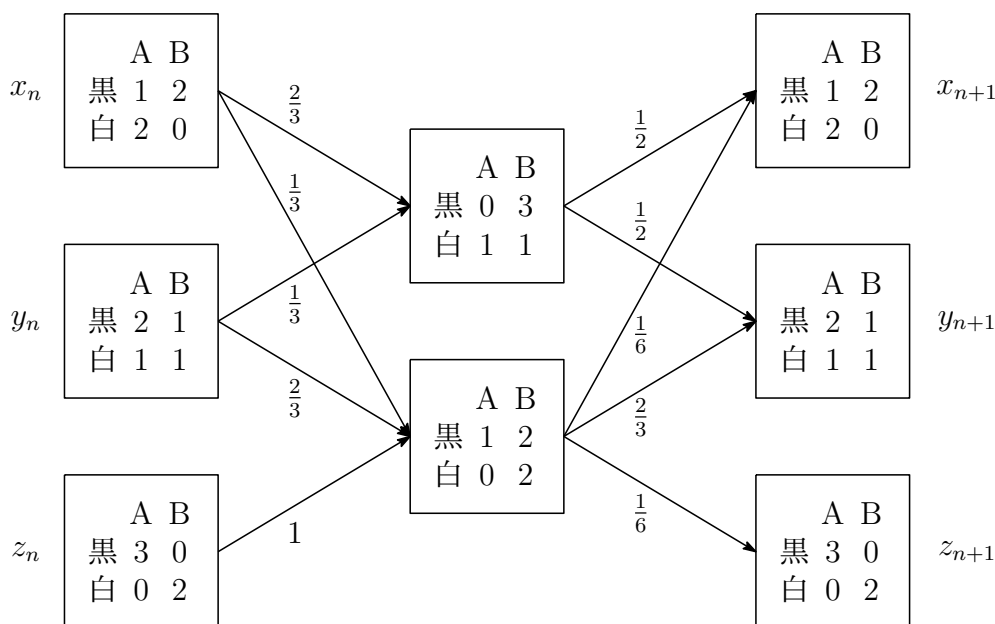 x_n
A B
黒 1 2
白 2 0
y_n
A B
黒 2 1
白 1 1
z_n
A B
黒 3 0
白 0 2
2/3
1/3
1/3
2/3
1
A B
黒 0 3
白 1 1
A B
黒 1 2
白 0 2
1/2
1/2
1/6
2/3
1/6
A B
黒 1 2
白 2 0
x_{n+1}
A B
黒 2 1
白 1 1
y_{n+1}
A B
黒 3 0
白 0 2
z_{n+1}